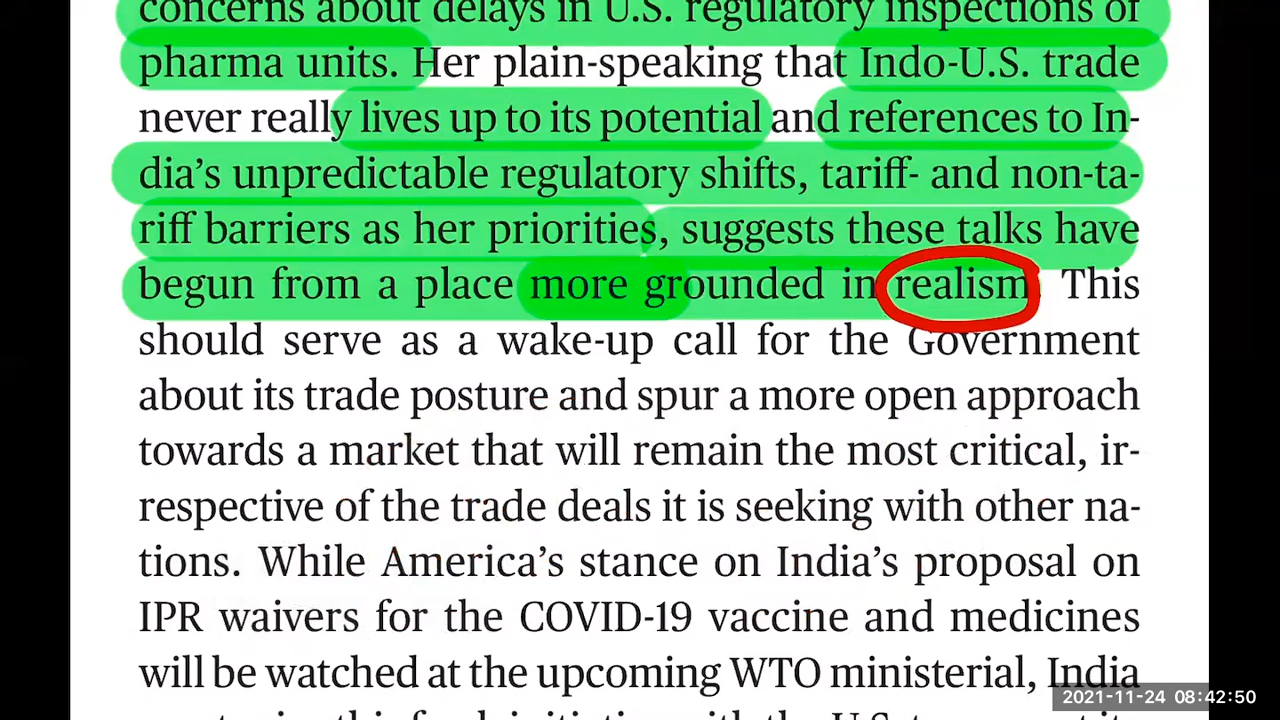 concerns about delays in U.S. regulatory inspections of
pharma units. Her plain-speaking that Indo-U.S. trade
never really lives up to its potential and references to In-
dia’s unpredictable regulatory shifts, tariff- and non-ta-
riff barriers as her priorities, suggests these talks have
begun from a place more grounded in realism. This
should serve as a wake-up call for the Government
about its trade posture and spur a more open approach
towards a market that will remain the most critical, ir-
respective of the trade deals it is seeking with other na-
tions. While America’s stance on India’s proposal on
IPR waivers for the COVID-19 vaccine and medicines
will be watched at the upcoming WTO ministerial, India
2021-11-24 08:42:50